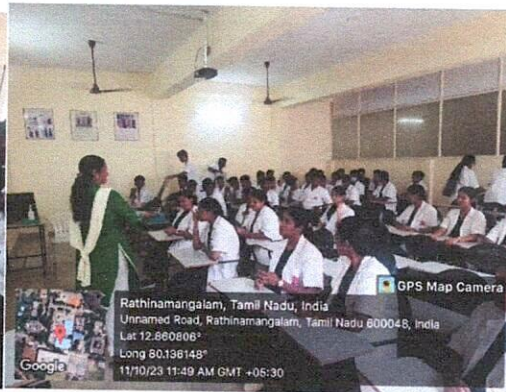 GPS Map Camera
Rathinamangalam, Tamil Nadu, India
Unnamed Road, Rathinamangalam, Tamil Nadu 600048, India
Lat 12.860806°
Long 80.136148°
11/10/23 11:49 AM GMT +05:30
Google